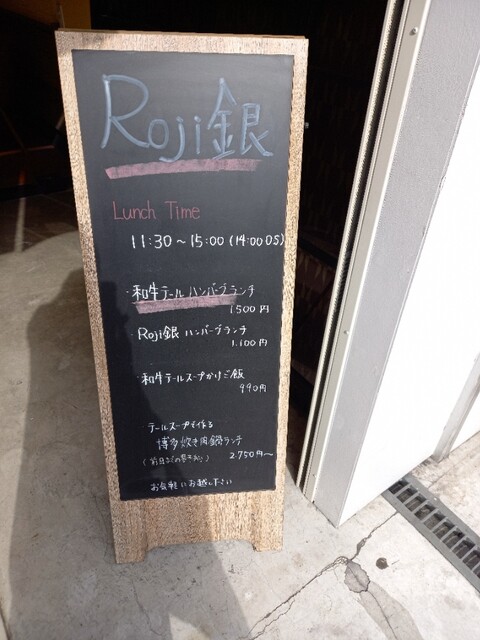 Roji銀
Lunch Time
11:30～15:00(14:00 OS)
・和牛テールハンバーグランチ
1500円
・Roji銀 ハンバーグランチ
1.100円
・和牛テールスープかけご飯
990円
テールスープで作る
博多炊き肉鍋ランチ
2.750円～
お気軽にお越し下さい